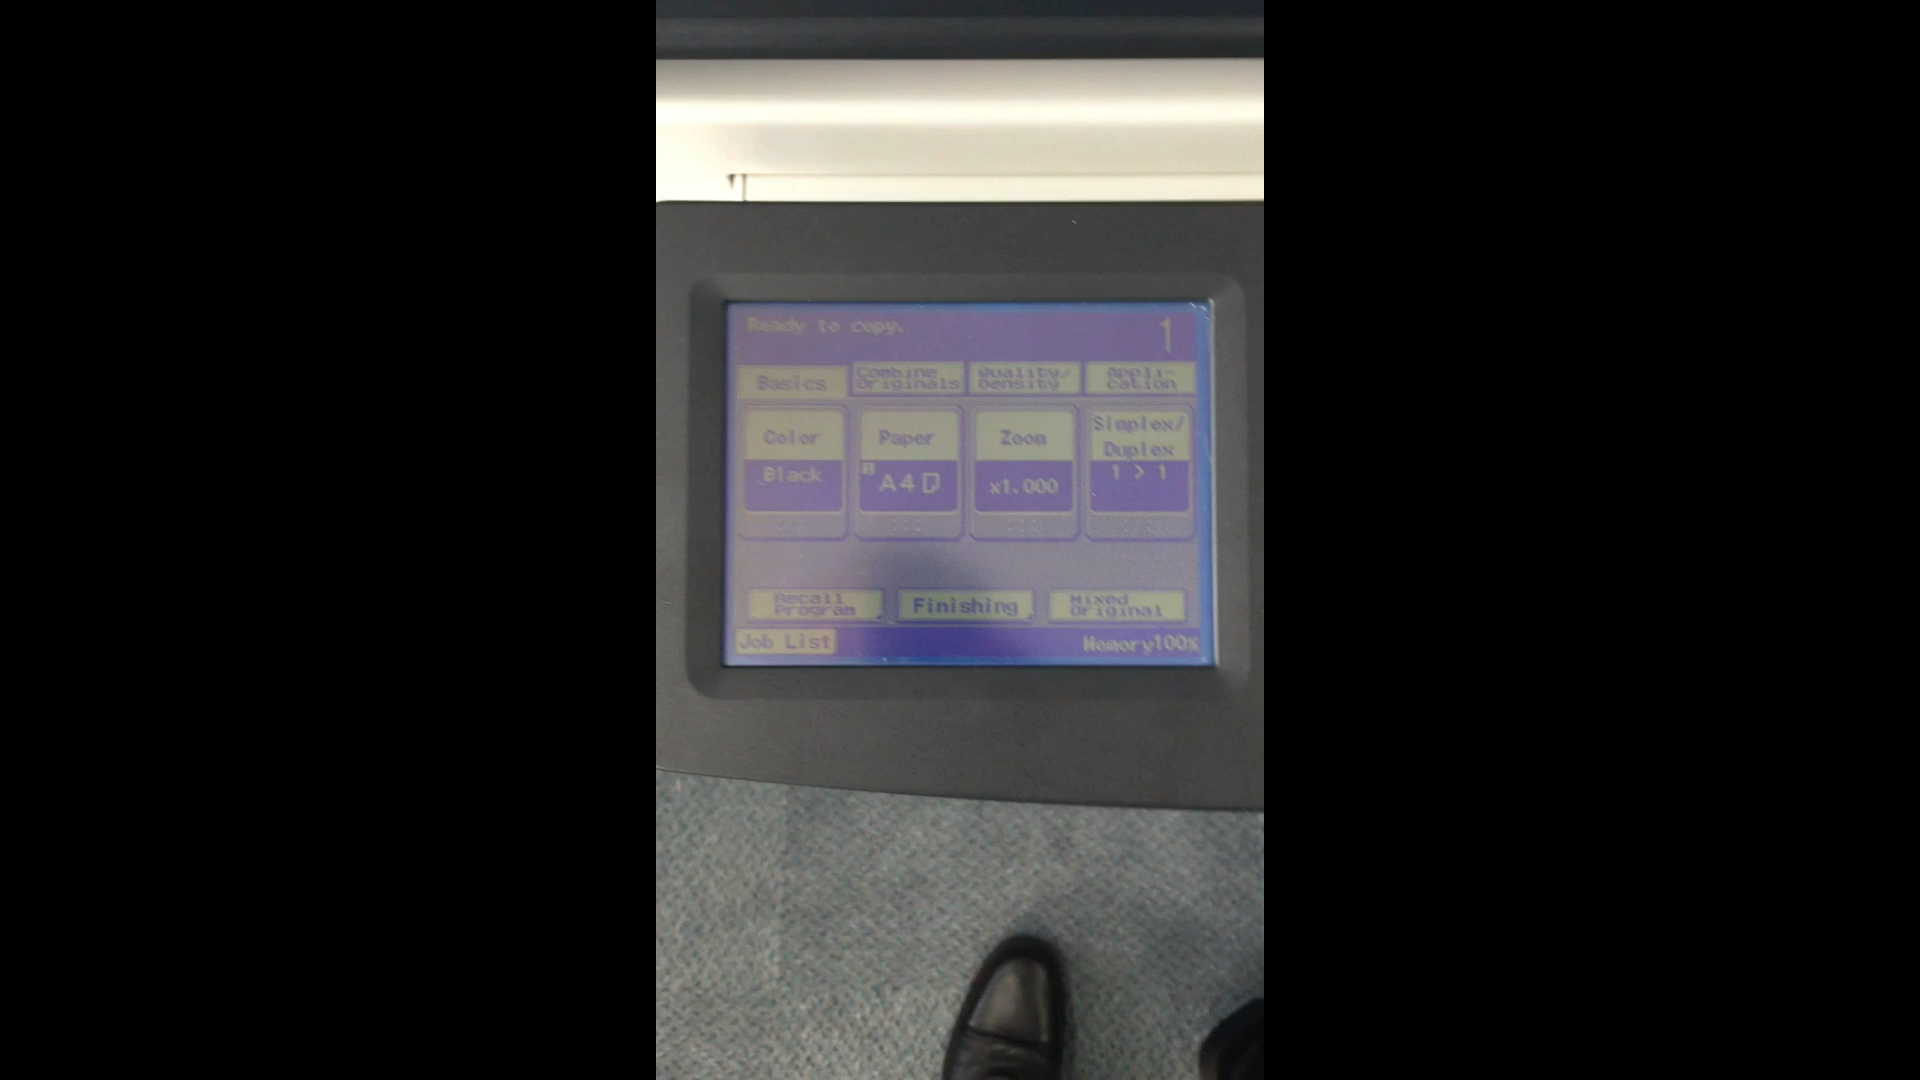 Ready to copy.
1
Basics
Combine
Originals
Quality/
Density
Appli-
cation
Color
Black
Paper
1
A4
Zoom
x1.000
Simplex/
Duplex
1 > 1
Recall
Program
Finishing
Mixed
Original
Job List
Memory100%